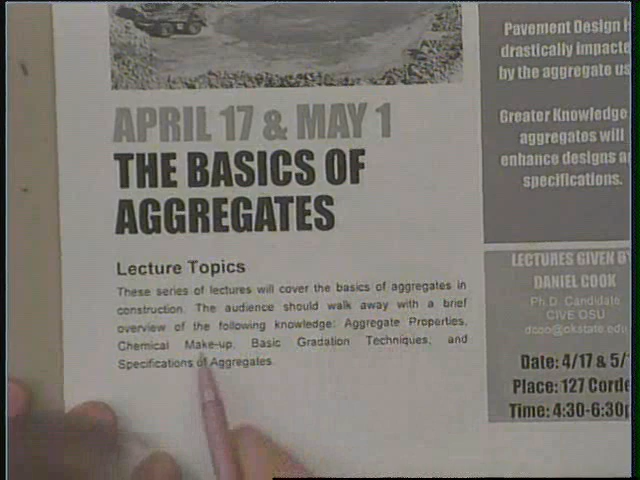 APRIL 17 & MAY 1
THE BASICS OF
AGGREGATES
Lecture Topics
These series of lectures will cover the basics of aggregates in
construction. The audience should walk away with a brief
overview of the following knowledge: Aggregate Properties,
Chemical Make-up, Basic Gradation Techniques, and
Specifications of Aggregates.
Pavement Design
drastically
by the aggregate
Greater Knowledge
aggregates will
enhance designs
specifications.
LECTURES GIVEN BY
DANIEL COOK
Ph.D. Candidate
CIVE OSU
dcoo@okstate.edu
Date: 4/17 & 5/
Place: 127
Time: 4:30-6:30p